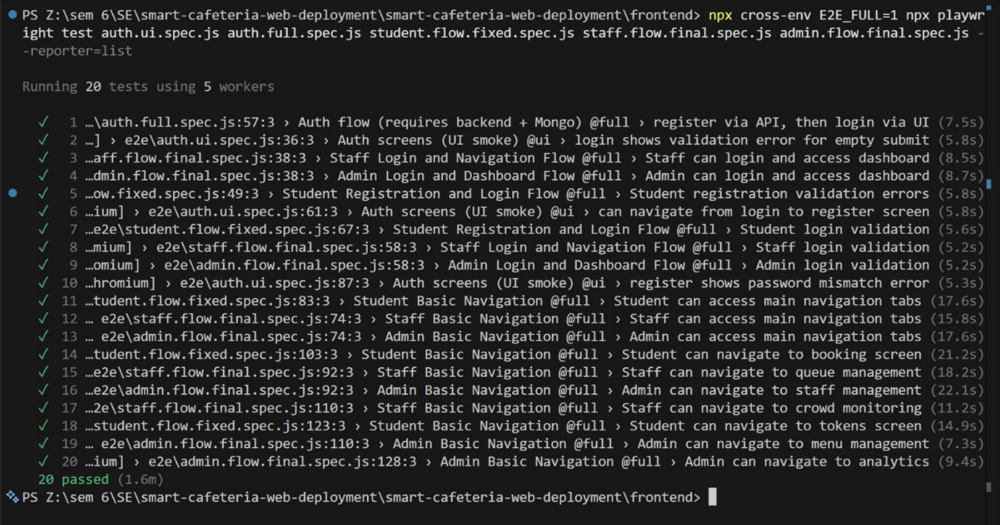 PS Z:\sem 6\SE\smart-cafeteria-web-deployment\smart-cafeteria-web-deployment\frontend> npx cross-env E2E_FULL=1 npx playwr
ight test auth.ui.spec.js auth.full.spec.js student.flow.fixed.spec.js staff.flow.final.spec.js admin.flow.final.spec.js -
-reporter=list
Running 20 tests using 5 workers
✓ 1 …\auth.full.spec.js:57:3 › Auth flow (requires backend + Mongo) @full › register via API, then login via UI (7.5s)
✓ 2 …] › e2e\auth.ui.spec.js:36:3 › Auth screens (UI smoke) @ui › login shows validation error for empty submit (5.8s)
✓ 3 …aff.flow.final.spec.js:38:3 › Staff Login and Navigation Flow @full › Staff can login and access dashboard (8.5s)
✓ 4 …dmin.flow.final.spec.js:38:3 › Admin Login and Dashboard Flow @full › Admin can login and access dashboard (8.7s)
✓ 5 …ow.fixed.spec.js:49:3 › Student Registration and Login Flow @full › Student registration validation errors (5.8s)
✓ 6 …ium] › e2e\auth.ui.spec.js:61:3 › Auth screens (UI smoke) @ui › can navigate from login to register screen (5.8s)
✓ 7 …e2e\student.flow.fixed.spec.js:67:3 › Student Registration and Login Flow @full › Student login validation (5.6s)
✓ 8 …mium] › e2e\staff.flow.final.spec.js:58:3 › Staff Login and Navigation Flow @full › Staff login validation (5.2s)
✓ 9 …omium] › e2e\admin.flow.final.spec.js:58:3 › Admin Login and Dashboard Flow @full › Admin login validation (5.2s)
✓ 10 …hromium] › e2e\auth.ui.spec.js:87:3 › Auth screens (UI smoke) @ui › register shows password mismatch error (5.3s)
✓ 11 …tudent.flow.fixed.spec.js:83:3 › Student Basic Navigation @full › Student can access main navigation tabs (17.6s)
✓ 12 … e2e\staff.flow.final.spec.js:74:3 › Staff Basic Navigation @full › Staff can access main navigation tabs (15.8s)
✓ 13 … e2e\admin.flow.final.spec.js:74:3 › Admin Basic Navigation @full › Admin can access main navigation tabs (17.6s)
✓ 14 …tudent.flow.fixed.spec.js:103:3 › Student Basic Navigation @full › Student can navigate to booking screen (21.2s)
✓ 15 …e2e\staff.flow.final.spec.js:92:3 › Staff Basic Navigation @full › Staff can navigate to queue management (18.2s)
✓ 16 …e2e\admin.flow.final.spec.js:92:3 › Admin Basic Navigation @full › Admin can navigate to staff management (22.1s)
✓ 17 …2e\staff.flow.final.spec.js:110:3 › Staff Basic Navigation @full › Staff can navigate to crowd monitoring (11.2s)
✓ 18 …student.flow.fixed.spec.js:123:3 › Student Basic Navigation @full › Student can navigate to tokens screen (14.9s)
✓ 19 … e2e\admin.flow.final.spec.js:110:3 › Admin Basic Navigation @full › Admin can navigate to menu management (7.3s)
✓ 20 …ium] › e2e\admin.flow.final.spec.js:128:3 › Admin Basic Navigation @full › Admin can navigate to analytics (9.4s)
20 passed (1.6m)
PS Z:\sem 6\SE\smart-cafeteria-web-deployment\smart-cafeteria-web-deployment\frontend>